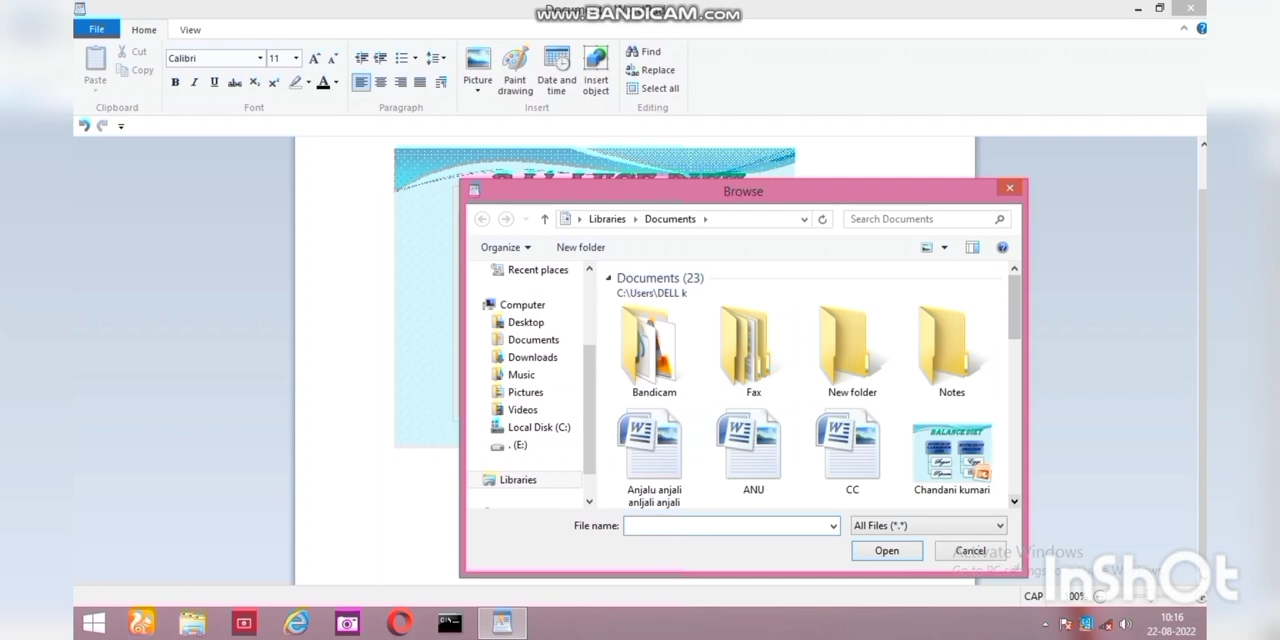 WWW.BANDICAM.COM
File
Home
View
Paste
Cut
Copy
Clipboard
Calibri
11
Font
Paragraph
Picture
Paint drawing
Date and time
Insert object
Insert
Find
Replace
Select all
Editing
Browse
Libraries
Documents
Search Documents
Organize
New folder
Recent places
Computer
Desktop
Documents
Downloads
Music
Pictures
Videos
Local Disk (C:)
. (E:)
Libraries
Documents (23)
C:\Users\DELL k
Bandicam
Fax
New folder
Notes
Anjalu anjali
anljali anjali
ANU
CC
BALANCE DIET
Chandani kumari
File name:
All Files (*.*)
Open
Cancel
Activate Windows
InShOt
CAP
100%
10:16
22-08-2022